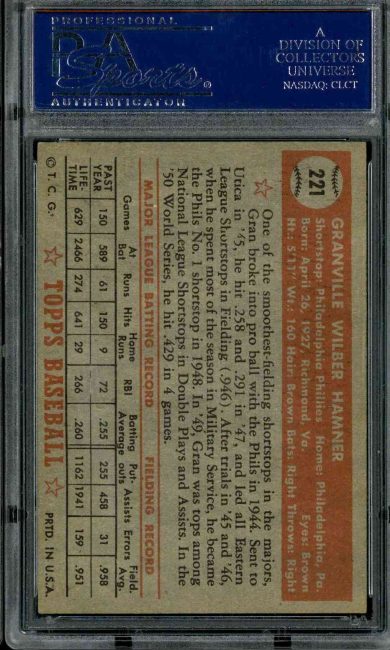 PROFESSIONAL
PSA
Sports
AUTHENTICATOR
A
DIVISION OF
COLLECTORS
UNIVERSE
NASDAQ: CLCT
221
GRANVILLE WILBER HAMNER
Shortstop: Philadelphia Phillies Home: Philadelphia, Pa.
Born: April 26, 1927, Richmond, Va. Eyes: Brown
Ht.: 5'11" Wt.: 160 Hair: Brown Bats: Right Throws: Right
One of the smoothest-fielding shortstops in the majors,
Gran broke into pro ball with the Phils in 1944. Sent to
Utica in '45, he hit .258 and .291 in '47, and led all Eastern
League Shortstops in Fielding (.946). After trials in '45 and '46,
when he spent most of the season in Military Service, he became
the Phils No. 1 shortstop in 1948. In '49, Gran was tops among
National League Shortstops in Double Plays and Assists. In the
'50 World Series, he hit .429 in 4 games.
MAJOR LEAGUE BATTING RECORD FIELDING RECORD
Games At Bat Runs Hits Home Runs RBI Batting Average Put-outs Assists Errors Field. Avg.
PAST YEAR 150 589 61 150 9 72 .255 255 458 31 .958
LIFE-TIME 629 2466 274 641 29 266 .260 1162 1941 159 .951
© T. C. G. TOPPS BASEBALL PRTD. IN U.S.A.